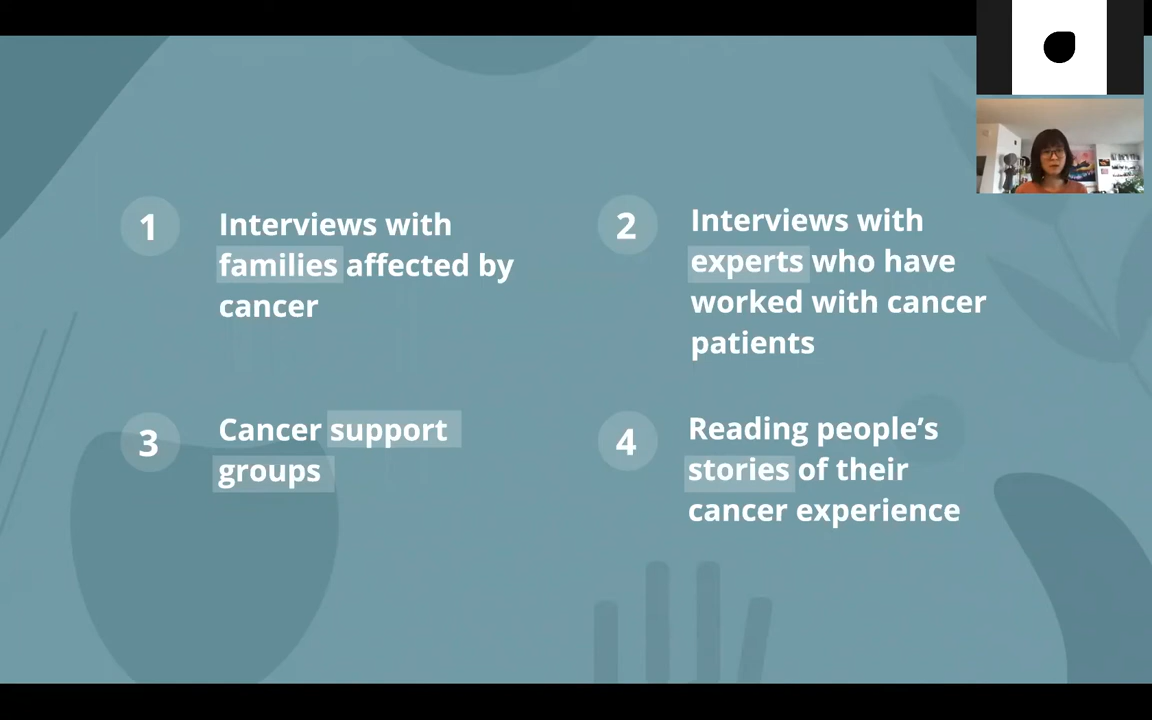 1
Interviews with
families affected by
cancer
2
Interviews with
experts who have
worked with cancer
patients
3
Cancer support
groups
4
Reading people’s
stories of their
cancer experience